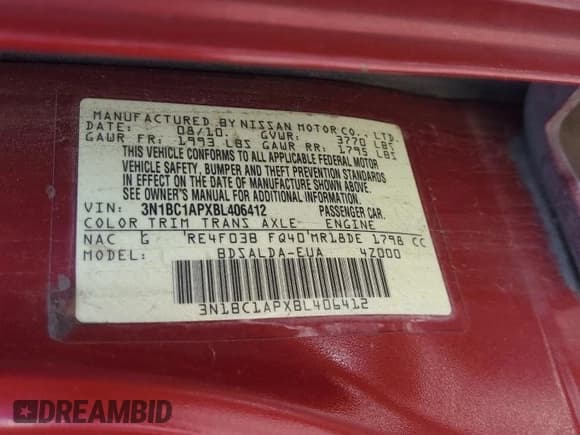 MANUFACTURED BY NISSAN MOTOR CO., LTD.
DATE: 08/10 GVWR: 3770 LBS
GAWR FR: 1993 LBS GAWR RR: 1795 LBS
THIS VEHICLE CONFORMS TO ALL APPLICABLE FEDERAL MOTOR
VEHICLE SAFETY, BUMPER AND THEFT PREVENTION STANDARDS
IN EFFECT ON THE DATE OF MANUFACTURE SHOWN ABOVE.
SEE OWNER'S MANUAL FOR ADDITIONAL INFORMATION.
VIN: 3N1BC1APXBL406412 PASSENGER CAR.
COLOR TRIM TRANS AXLE ENGINE
NAC G RE4F03B FQ40 MR18DE 1798 CC
MODEL: BDSALDA-EUA 4Z000
3N1BC1APXBL406412
DREAMBID